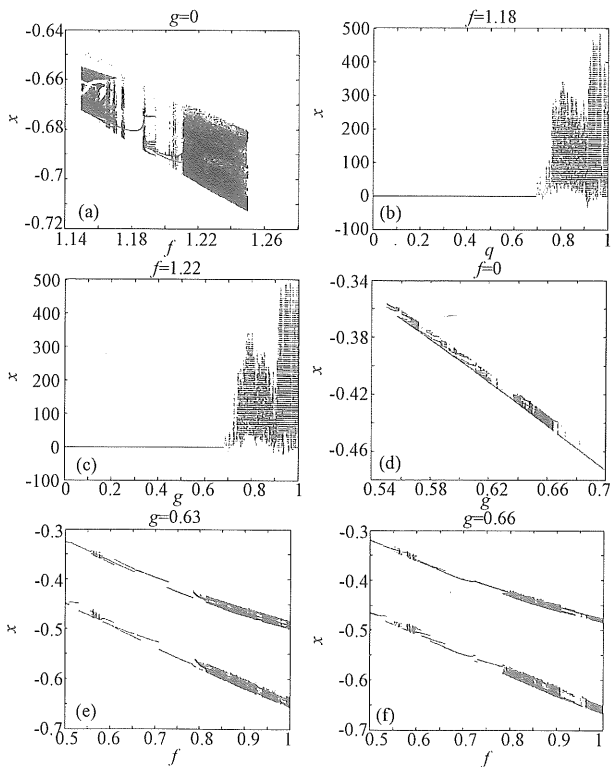 g=0
-0.64
-0.66
-0.68
-0.7
-0.72
x
(a)
1.14 1.18 1.22 1.26
f
f=1.18
500
400
300
200
100
0
-100
x
(b)
0 0.2 0.4 0.6 0.8 1
q
f=1.22
500
400
300
200
100
0
-100
x
(c)
0 0.2 0.4 0.6 0.8 1
g
f=0
-0.34
-0.38
-0.42
-0.46
x
(d)
0.54 0.58 0.62 0.66 0.7
g
g=0.63
-0.3
-0.4
-0.5
-0.6
-0.7
x
(e)
0.5 0.6 0.7 0.8 0.9 1
f
g=0.66
-0.3
-0.4
-0.5
-0.6
-0.7
x
(f)
0.5 0.6 0.7 0.8 0.9 1
f